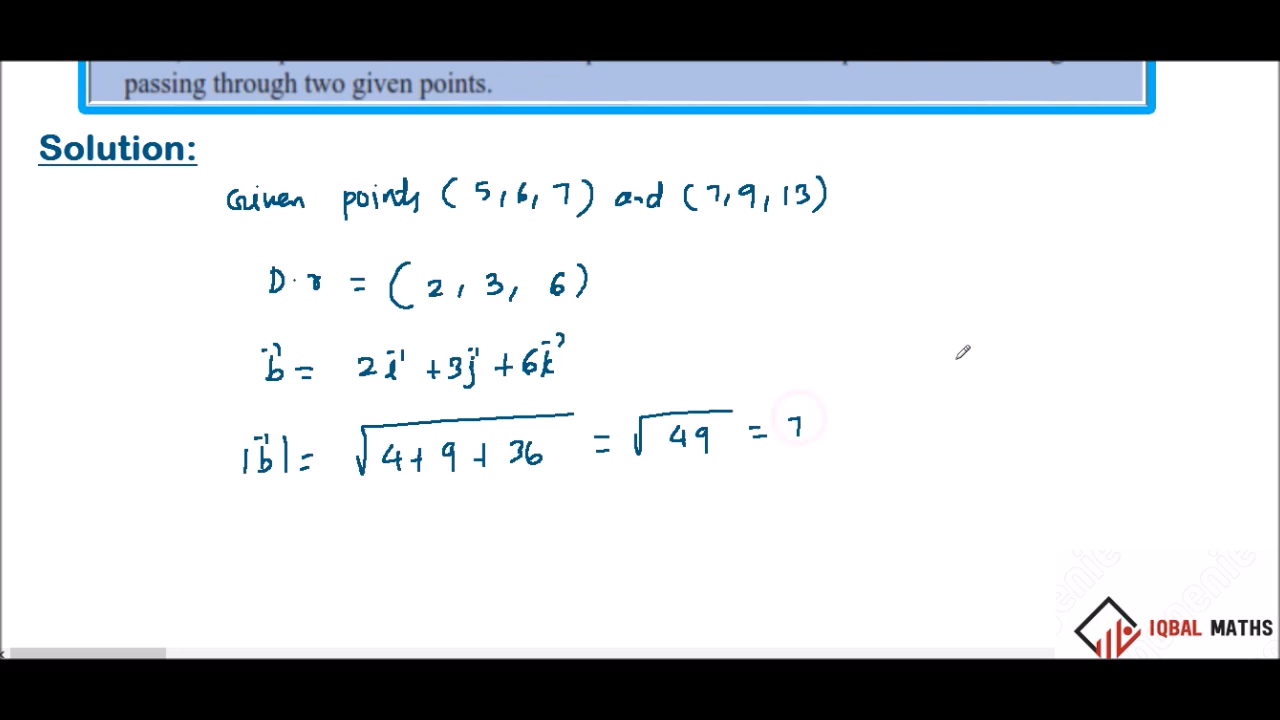 passing through two given points.
Solution:
Given points (5,6,7) and (7,9,13)
D.r = (2, 3, 6)
b⃗ = 2i⃗ + 3j⃗ + 6k⃗
|b⃗| = √4+9+36 = √49 = 7
IQBAL MATHS